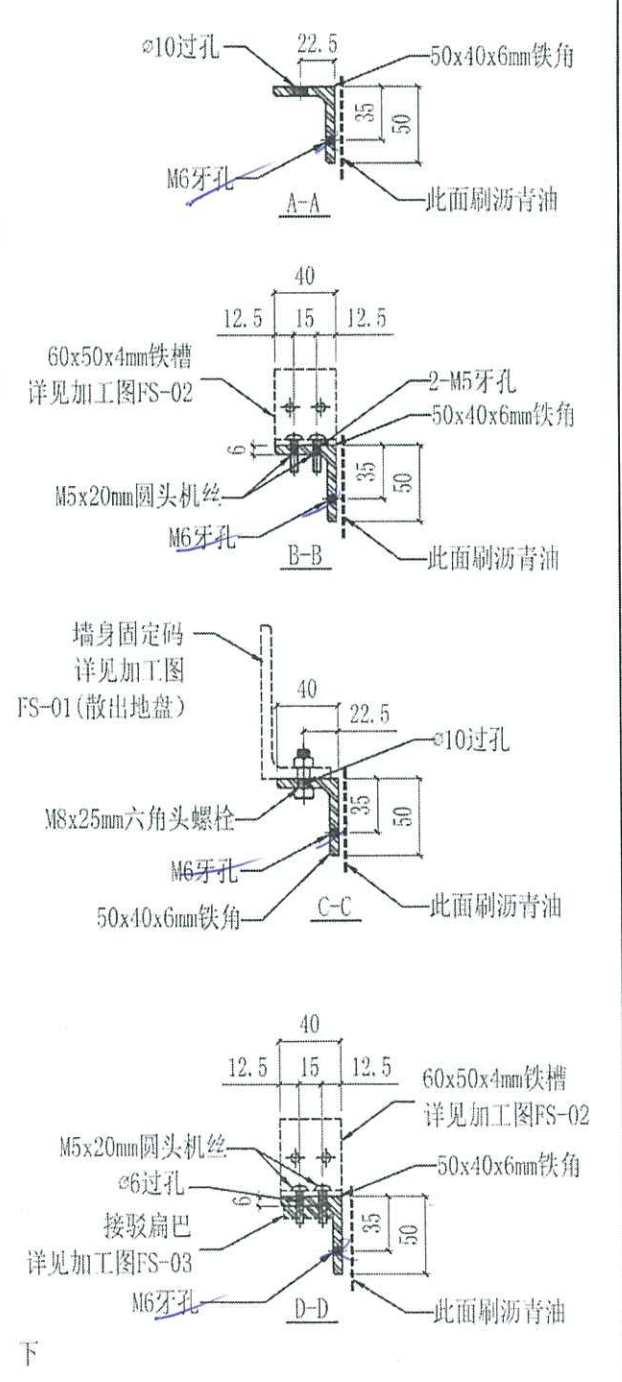 ø10过孔
22.5
50x40x6mm铁角
35
50
M6牙孔
此面刷沥青油
A-A
40
12.5 15 12.5
60x50x4mm铁槽
详见加工图FS-02
2-M5牙孔
50x40x6mm铁角
6
35
50
M5x20mm圆头机丝
M6牙孔
此面刷沥青油
B-B
墙身固定码
详见加工图
FS-01(散出地盘)
40
22.5
ø10过孔
35
50
M8x25mm六角头螺栓
M6牙孔
50x40x6mm铁角
此面刷沥青油
C-C
40
12.5 15 12.5
60x50x4mm铁槽
详见加工图FS-02
M5x20mm圆头机丝
50x40x6mm铁角
ø6过孔
6
35
50
接驳扁巴
详见加工图FS-03
M6牙孔
此面刷沥青油
D-D
下